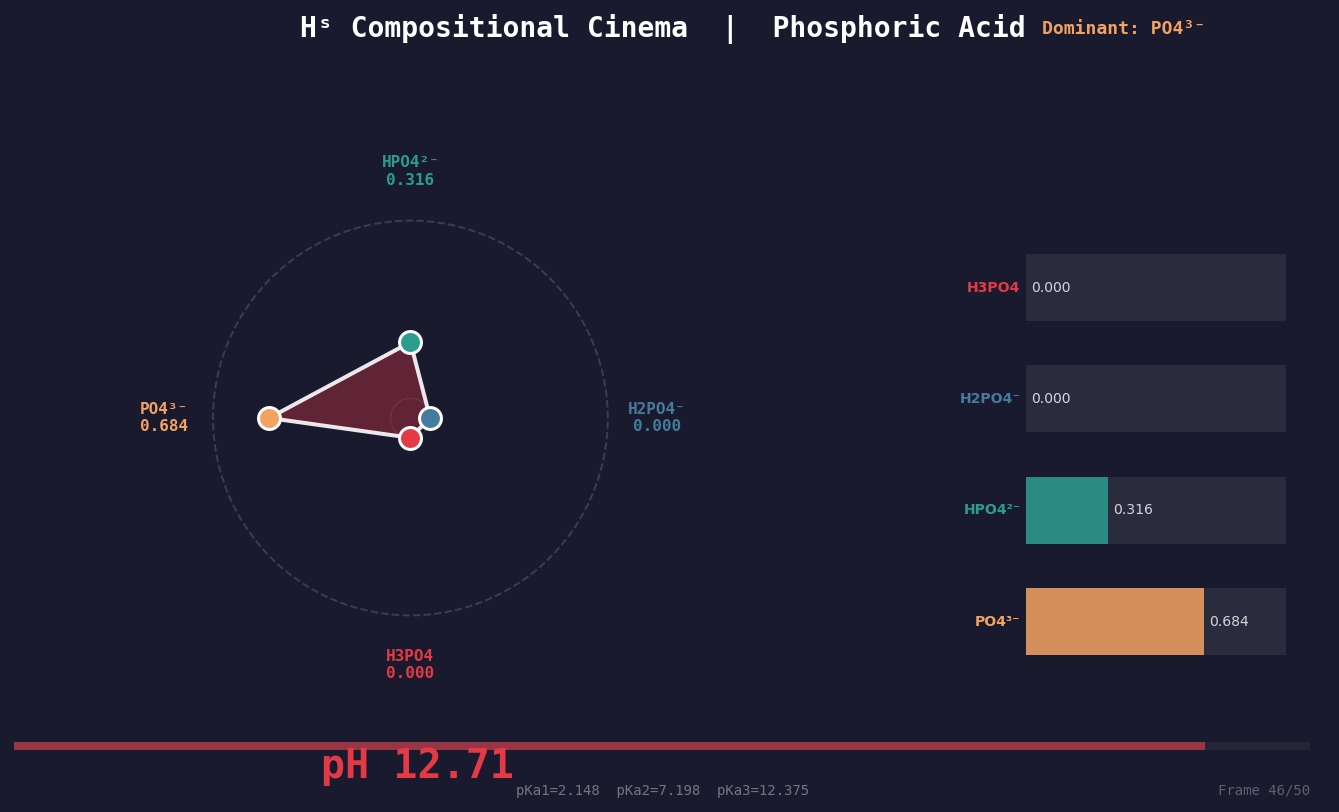 Hˢ Compositional Cinema | Phosphoric Acid
Dominant: PO4³⁻
HPO4²⁻
0.316
PO4³⁻
0.684
H2PO4⁻
0.000
H3PO4
0.000
H3PO4 0.000
H2PO4⁻ 0.000
HPO4²⁻ 0.316
PO4³⁻ 0.684
pH 12.71
pKa1=2.148 pKa2=7.198 pKa3=12.375
Frame 46/50